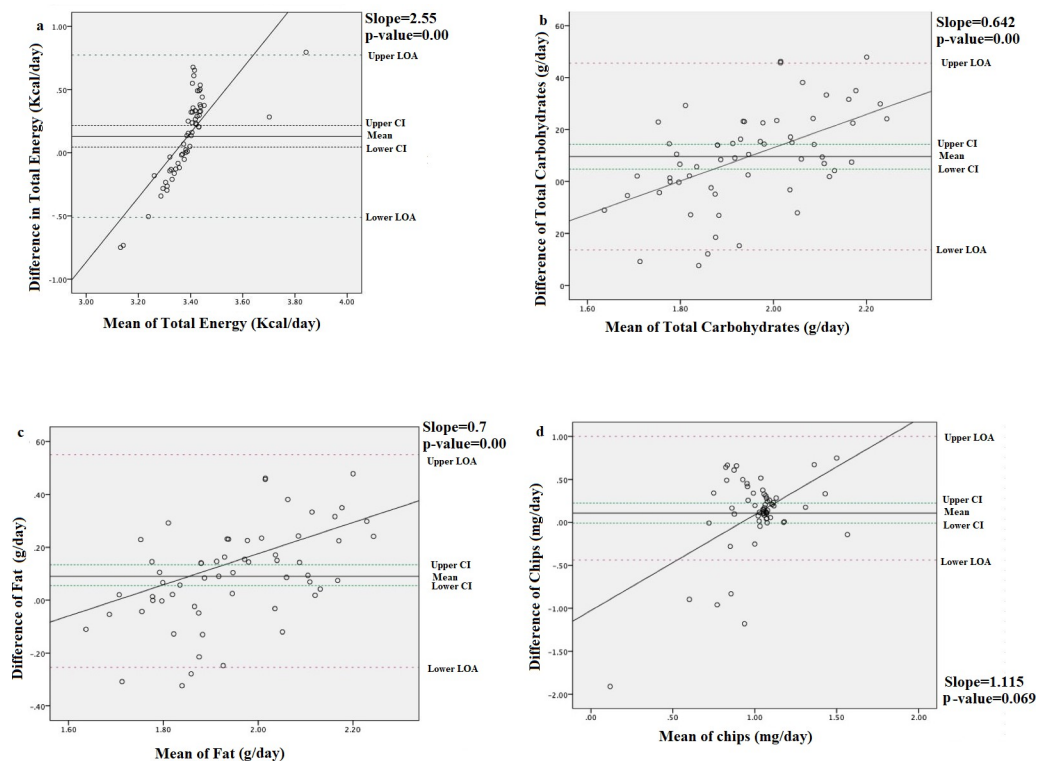 a
Slope=2.55
p-value=0.00
1.00
.50
.00
-.50
-1.00
Upper LOA
Upper CI
Mean
Lower CI
Lower LOA
3.00 3.20 3.40 3.60 3.80 4.00
Difference in Total Energy (Kcal/day)
Mean of Total Energy (Kcal/day)
b
Slope=0.642
p-value=0.00
60
40
20
00
20
0
Upper LOA
Upper CI
Mean
Lower CI
Lower LOA
1.60 1.80 2.00 2.20
Difference of Total Carbohydrates (g/day)
Mean of Total Carbohydrates (g/day)
c
Slope=0.7
p-value=0.00
60
.40
.20
.00
-.20
-.40
Upper LOA
Upper CI
Mean
Lower CI
Lower LOA
1.60 1.80 2.00 2.20
Difference of Fat (g/day)
Mean of Fat (g/day)
d
1.00
.00
-1.00
-2.00
Upper LOA
Upper CI
Mean
Lower CI
Lower LOA
Slope=1.115
p-value=0.069
.00 .50 1.00 1.50 2.00
Difference of Chips (mg/day)
Mean of chips (mg/day)